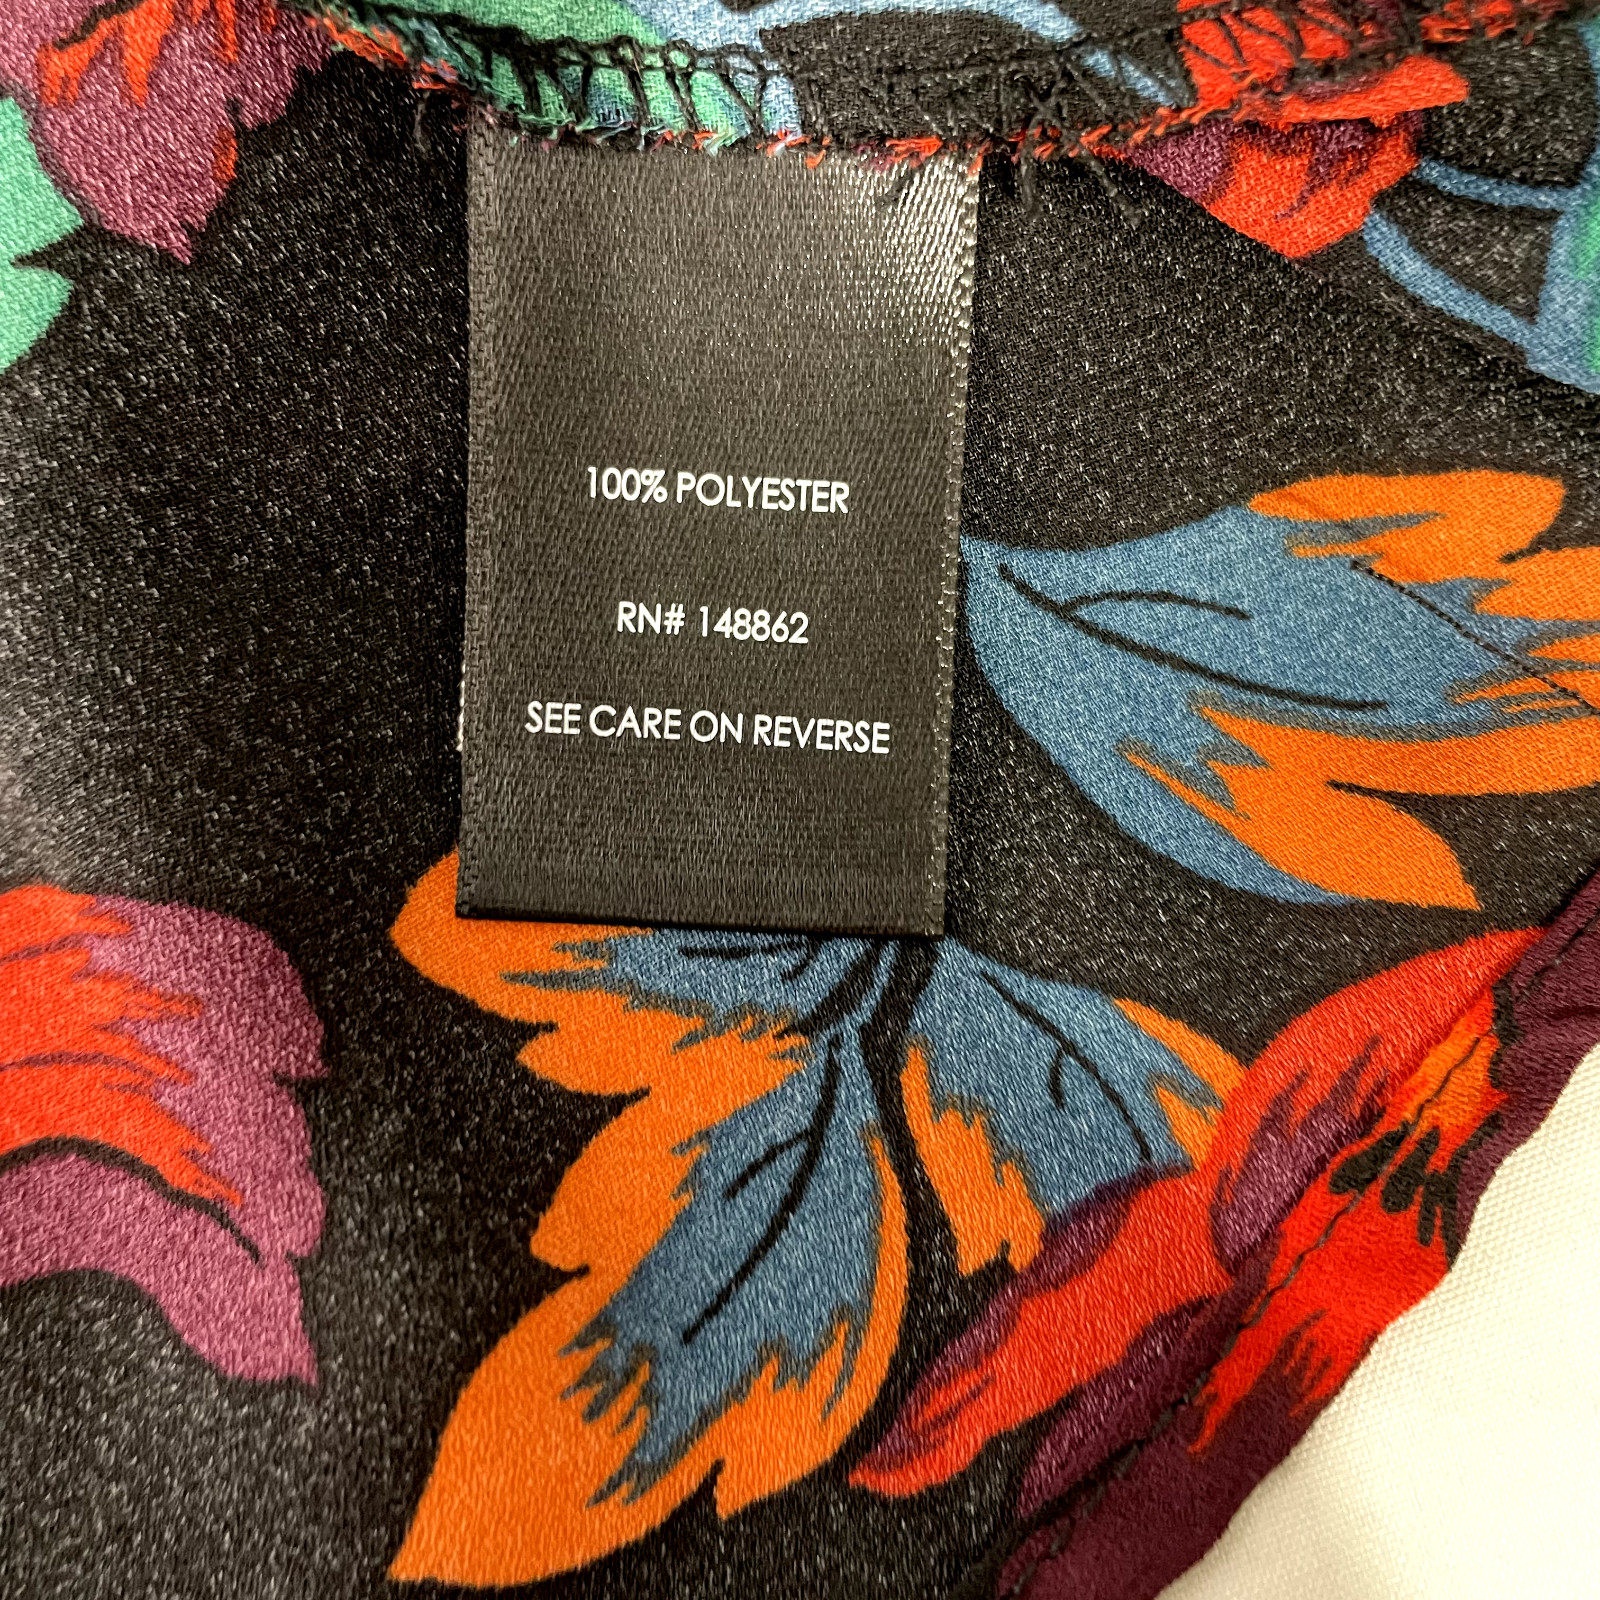 100% POLYESTER
RN# 148862
SEE CARE ON REVERSE